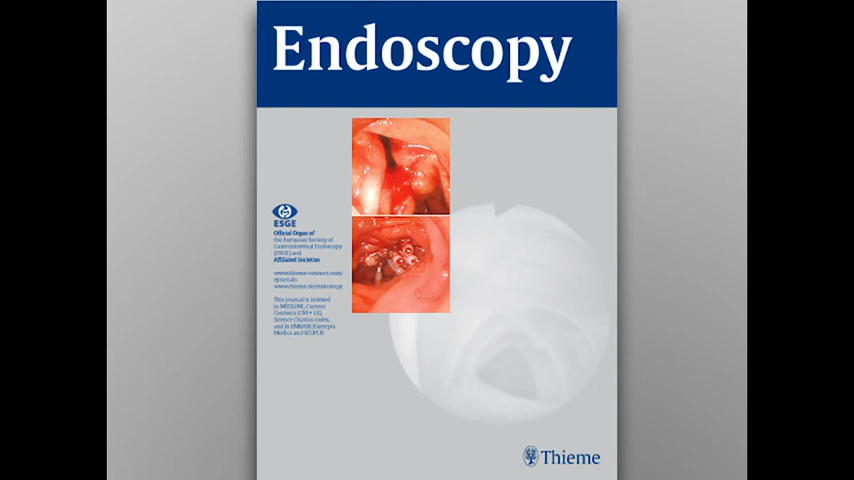 Endoscopy
ESGE
Official Organ of
the European Society of
Gastrointestinal Endoscopy
(ESGE) and
Affiliated Societies
www.thieme-connect.com/
ejournals
www.thieme.de/endoscopy
This journal is indexed
in MEDLINE, Current
Contents (CM + LS),
Science Citation Index,
and in EMBASE/Excerpta
Medica and SCOPUS
Thieme